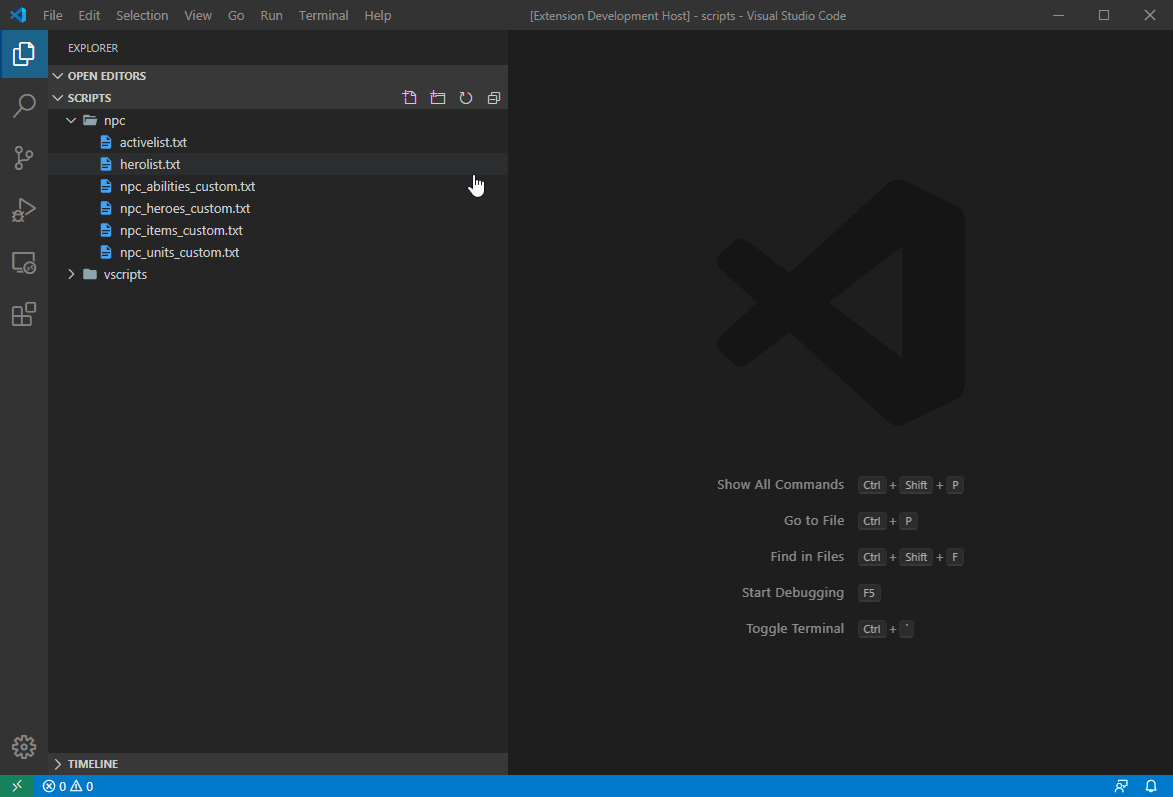 File Edit Selection View Go Run Terminal Help [Extension Development Host] - scripts - Visual Studio Code
EXPLORER
OPEN EDITORS
SCRIPTS
npc
activelist.txt
herolist.txt
npc_abilities_custom.txt
npc_heroes_custom.txt
npc_items_custom.txt
npc_units_custom.txt
vscripts
Show All Commands Ctrl + Shift + P
Go to File Ctrl + P
Find in Files Ctrl + Shift + F
Start Debugging F5
Toggle Terminal Ctrl + `
TIMELINE
0 0